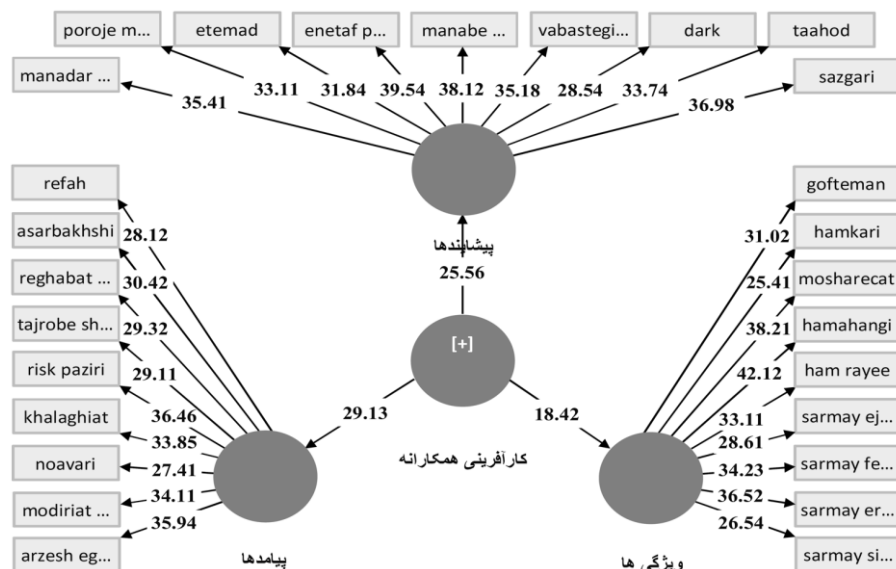 poroje m...
etemad
enetaf p...
manabe ...
vabastegi...
dark
taahod
manadar ...
sazgari
35.41
33.11
31.84
39.54
38.12
35.18
28.54
33.74
36.98
پیشایندها
25.56
[+]
کارآفرینی همکارانه
29.13
18.42
refah
asarbakhshi
reghabat ...
tajrobe sh...
risk paziri
khalaghiat
noavari
modiriat ...
arzesh eg...
28.12
30.42
29.32
29.11
36.46
33.85
27.41
34.11
35.94
پیامدها
gofteman
hamkari
mosharecat
hamahangi
ham rayee
sarmay ej...
sarmay fe...
sarmay er...
sarmay si...
31.02
25.41
38.21
42.12
33.11
28.61
34.23
36.52
26.54
ویژگی ها